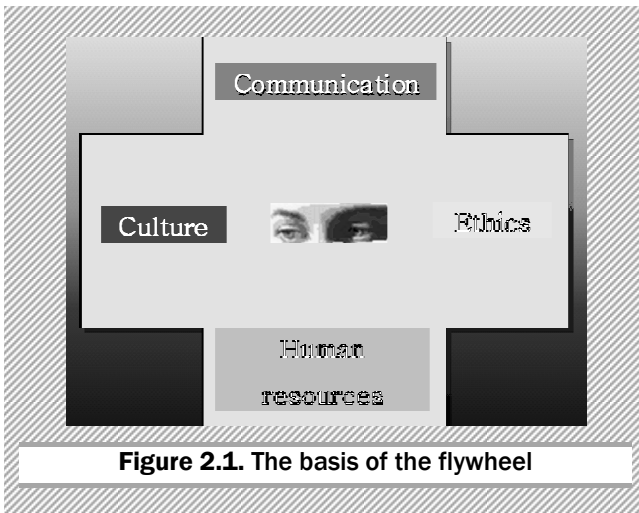 Communication
Culture
Ethics
Human
resources
Figure 2.1. The basis of the flywheel